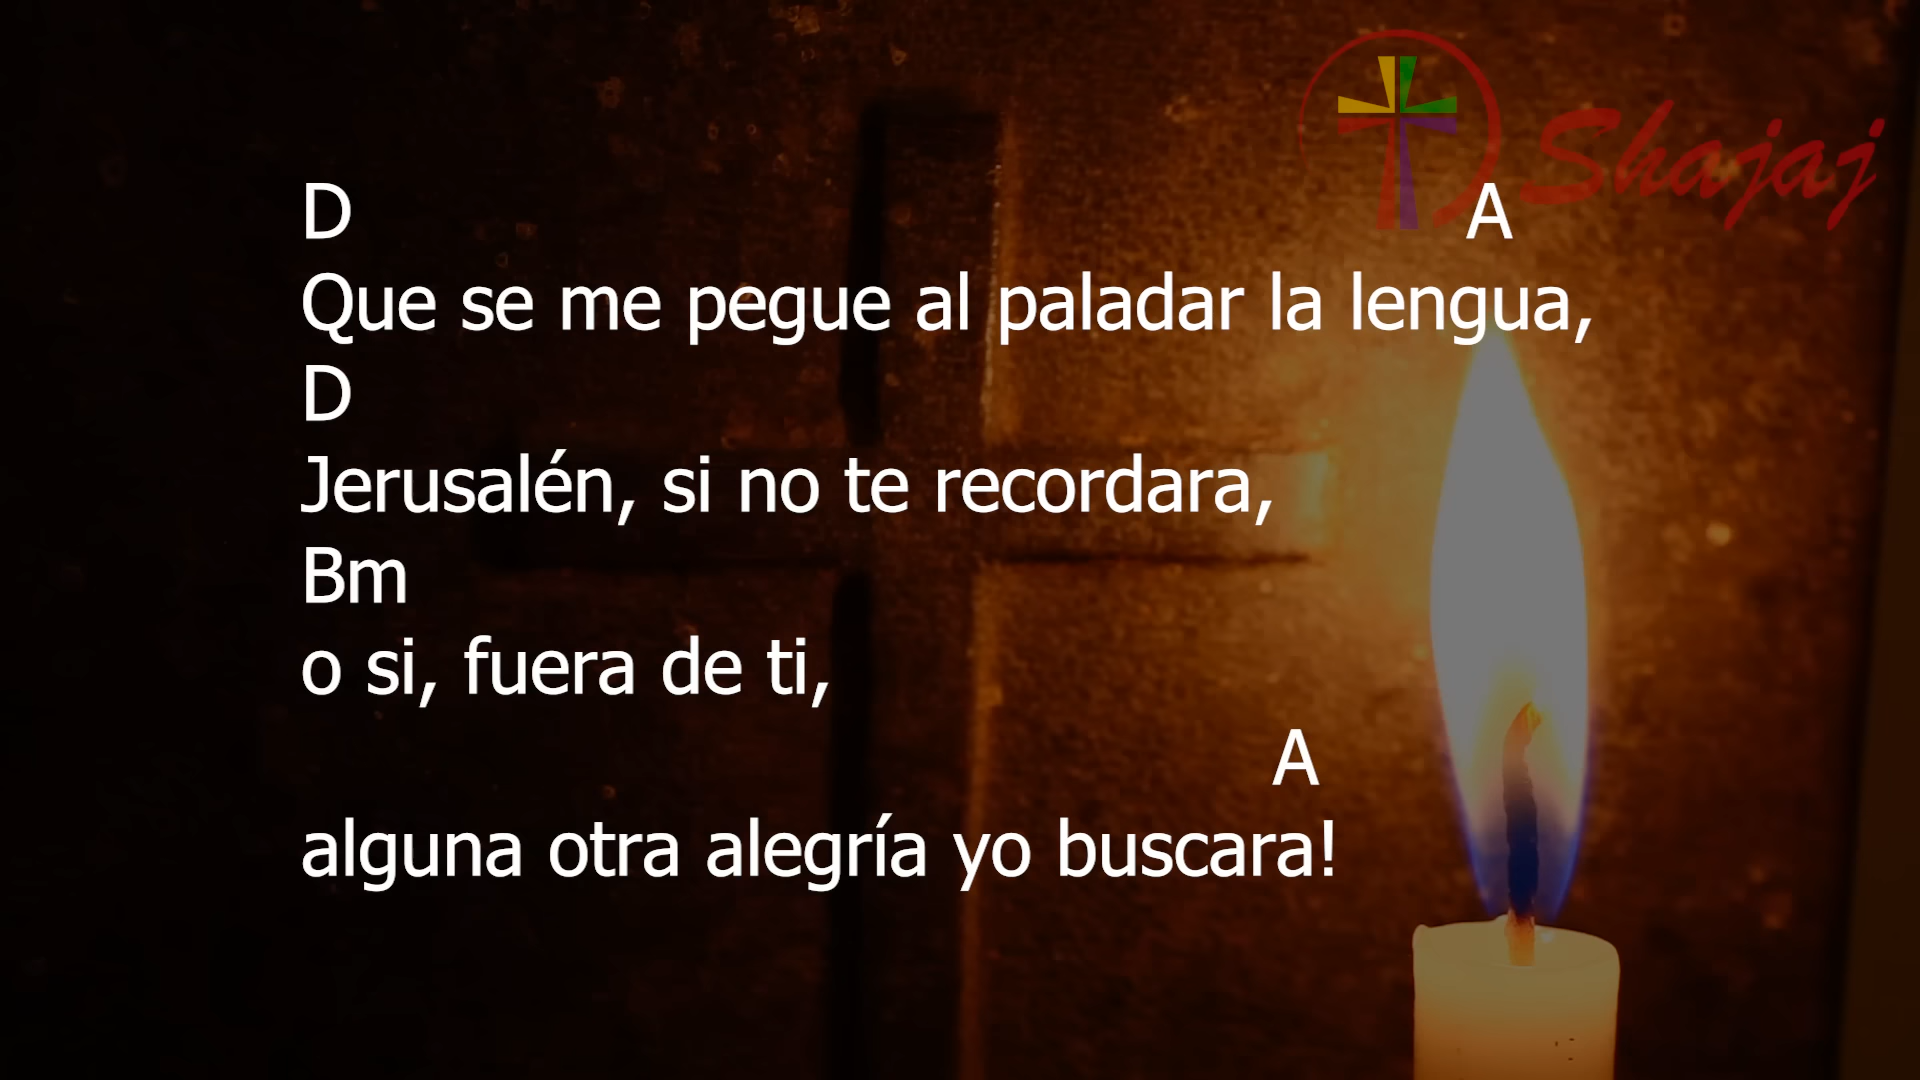 Shajaj
D A
Que se me pegue al paladar la lengua,
D
Jerusalén, si no te recordara,
Bm
o si, fuera de ti,
A
alguna otra alegría yo buscara!